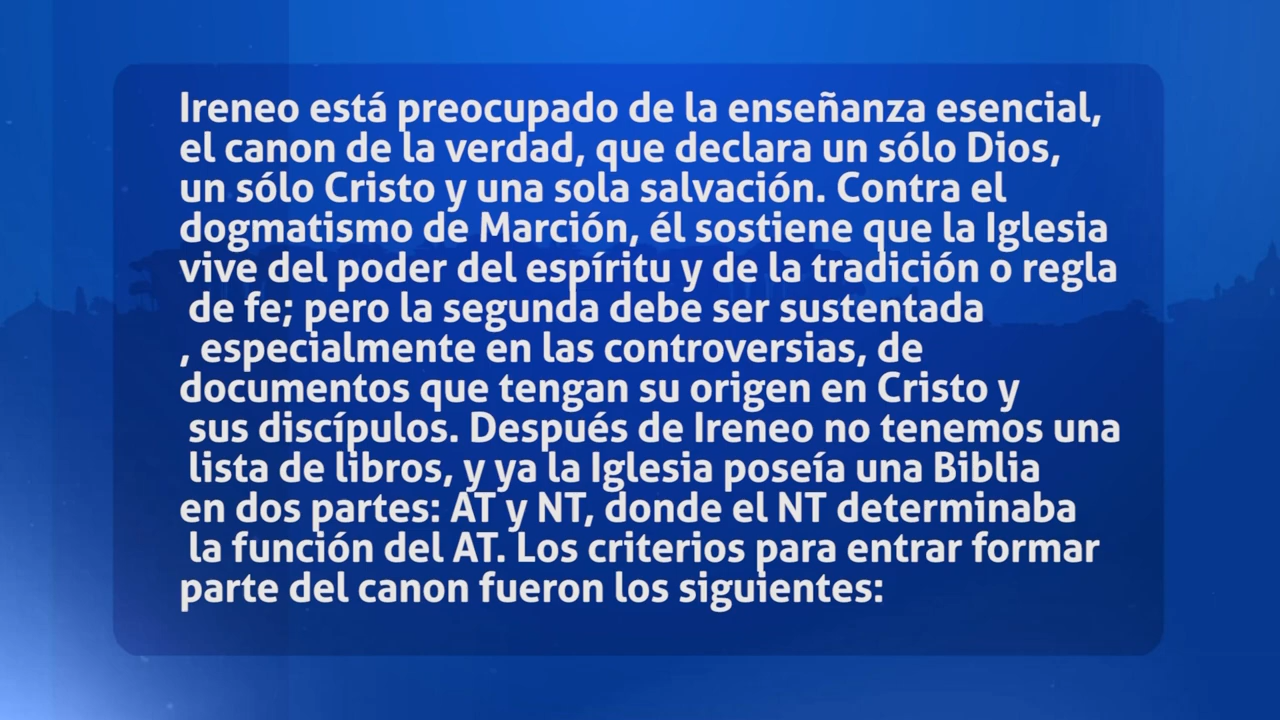 Ireneo está preocupado de la enseñanza esencial,
el canon de la verdad, que declara un sólo Dios,
un sólo Cristo y una sola salvación. Contra el
dogmatismo de Marción, él sostiene que la Iglesia
vive del poder del espíritu y de la tradición o regla
de fe; pero la segunda debe ser sustentada
, especialmente en las controversias, de
documentos que tengan su origen en Cristo y
sus discípulos. Después de Ireneo no tenemos una
lista de libros, y ya la Iglesia poseía una Biblia
en dos partes: AT y NT, donde el NT determinaba
la función del AT. Los criterios para entrar formar
parte del canon fueron los siguientes: